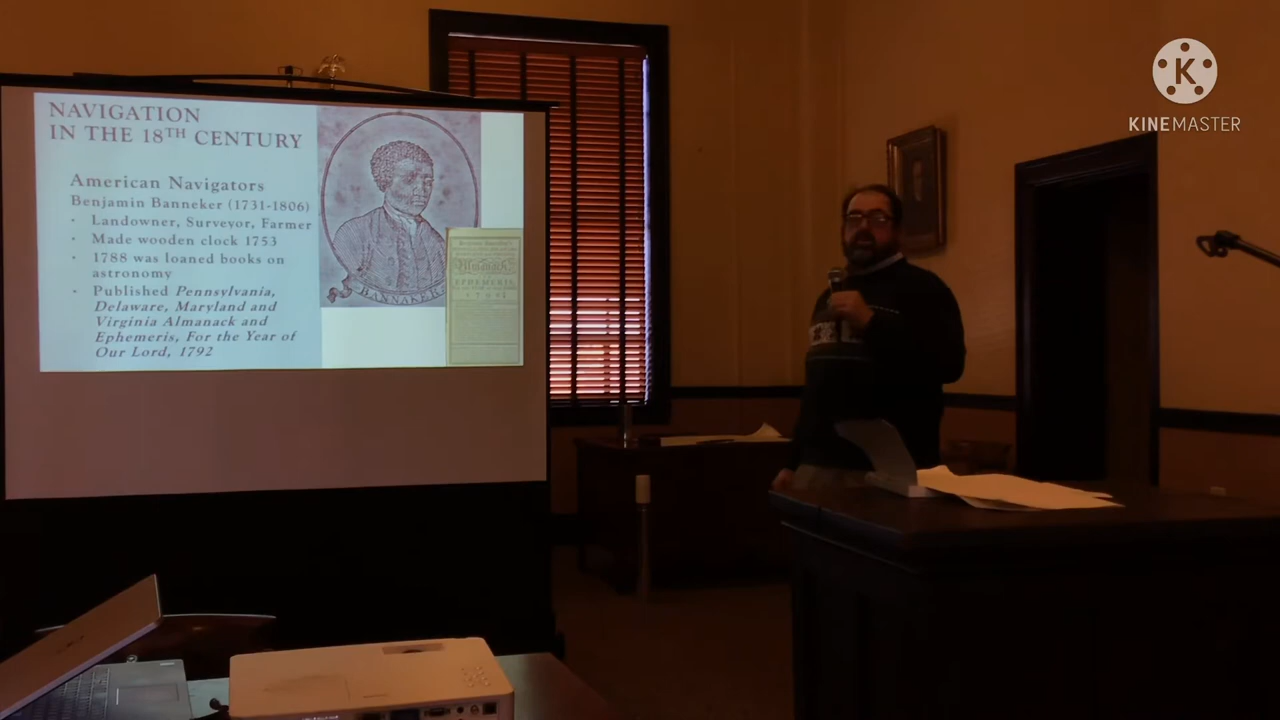 NAVIGATION
IN THE 18TH CENTURY
American Navigators
Benjamin Banneker (1731-1806)
• Landowner, Surveyor, Farmer
• Made wooden clock 1753
• 1788 was loaned books on
astronomy
• Published Pennsylvania,
Delaware, Maryland and
Virginia Almanack and
Ephemeris, For the Year of
Our Lord, 1792
BANNAKER
Almanack
EPHEMERIS
K
KINEMASTER